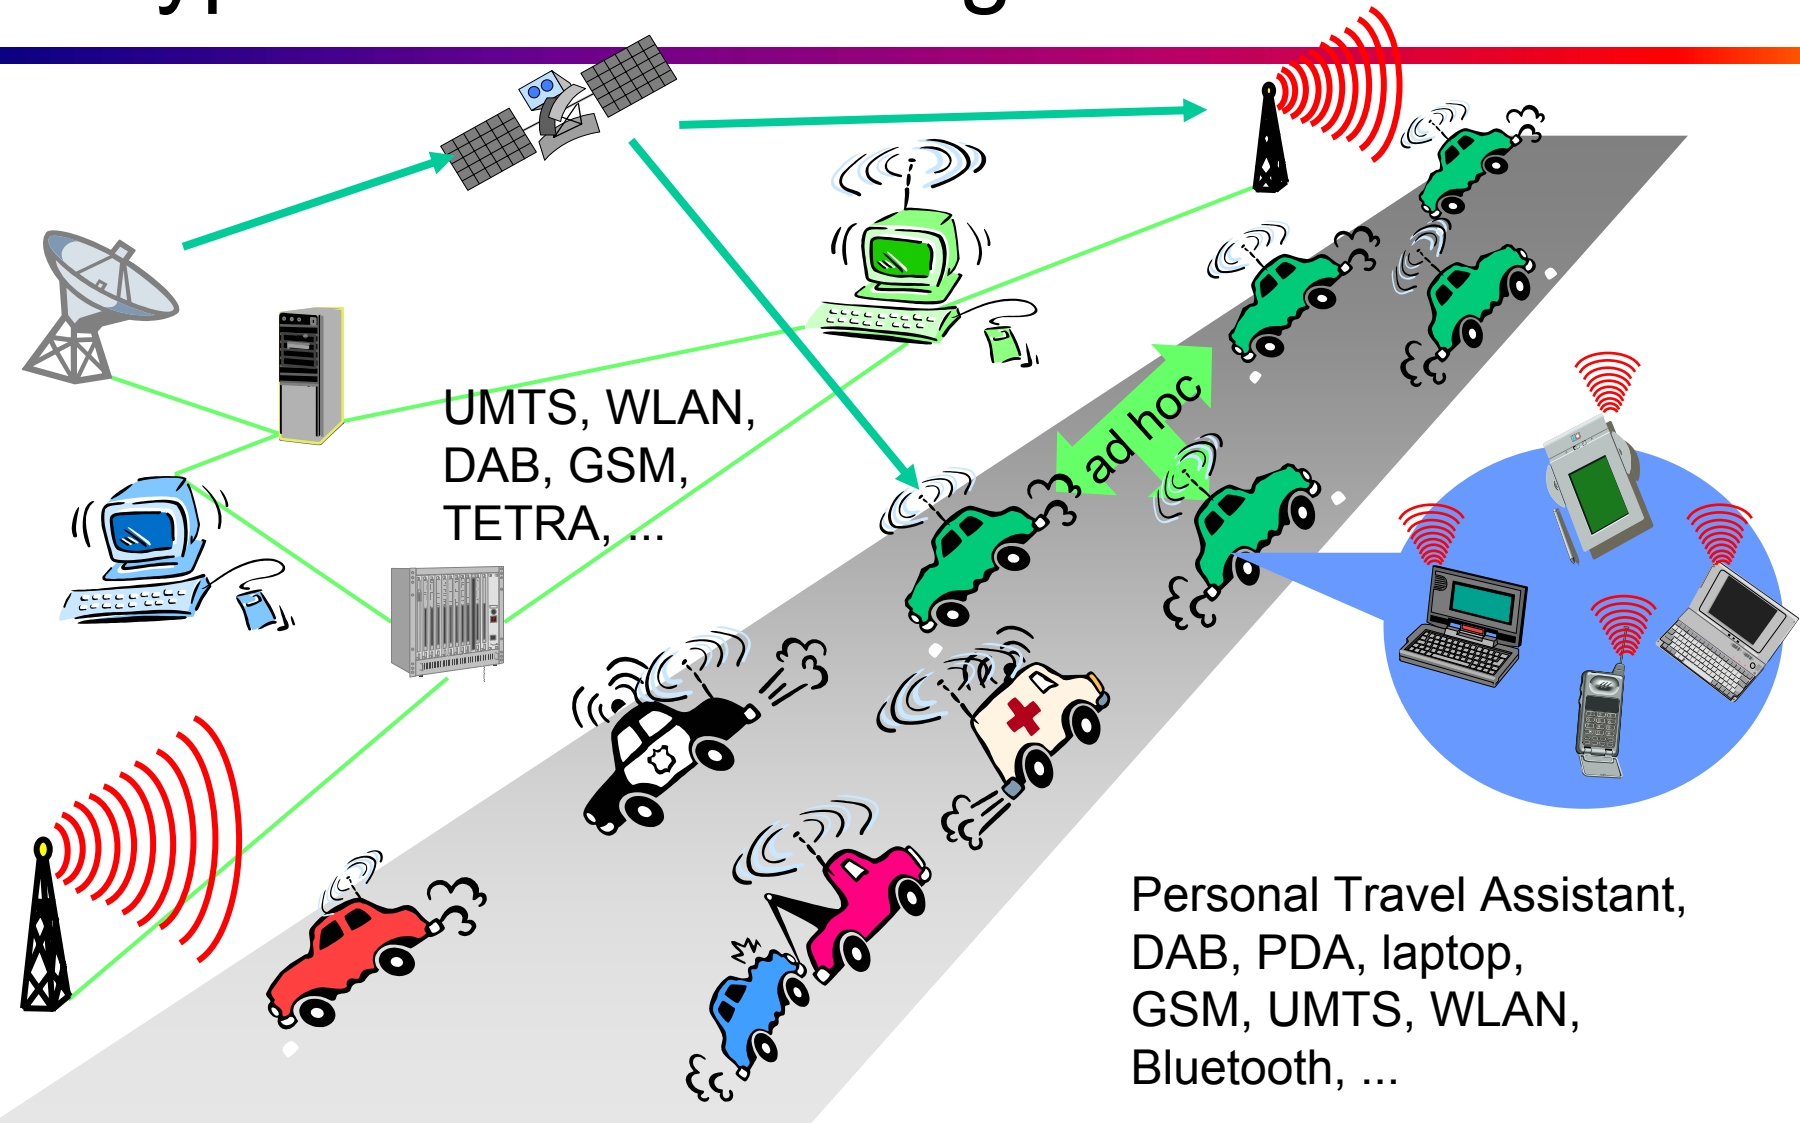 UMTS, WLAN,
DAB, GSM,
TETRA, ...
ad hoc
Personal Travel Assistant,
DAB, PDA, laptop,
GSM, UMTS, WLAN,
Bluetooth, ...